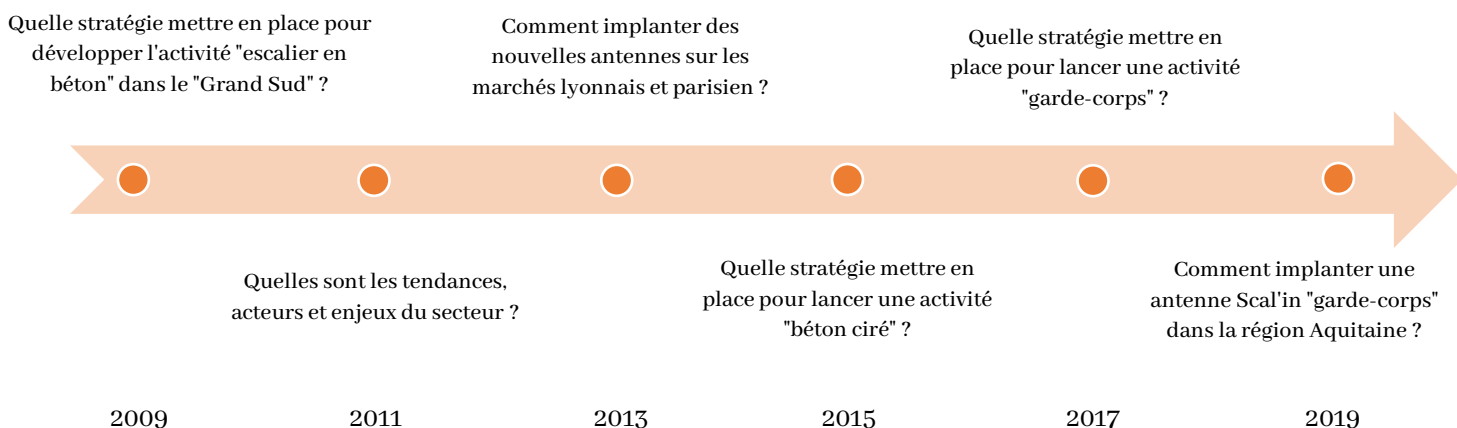 Quelle stratégie mettre en place pour
développer l'activité "escalier en
béton" dans le "Grand Sud" ?
Comment implanter des
nouvelles antennes sur les
marchés lyonnais et parisien ?
Quelle stratégie mettre en
place pour lancer une activité
"garde-corps" ?
Quelles sont les tendances,
acteurs et enjeux du secteur ?
Quelle stratégie mettre en
place pour lancer une activité
"béton ciré" ?
Comment implanter une
antenne Scal'in "garde-corps"
dans la région Aquitaine ?
2009 2011 2013 2015 2017 2019